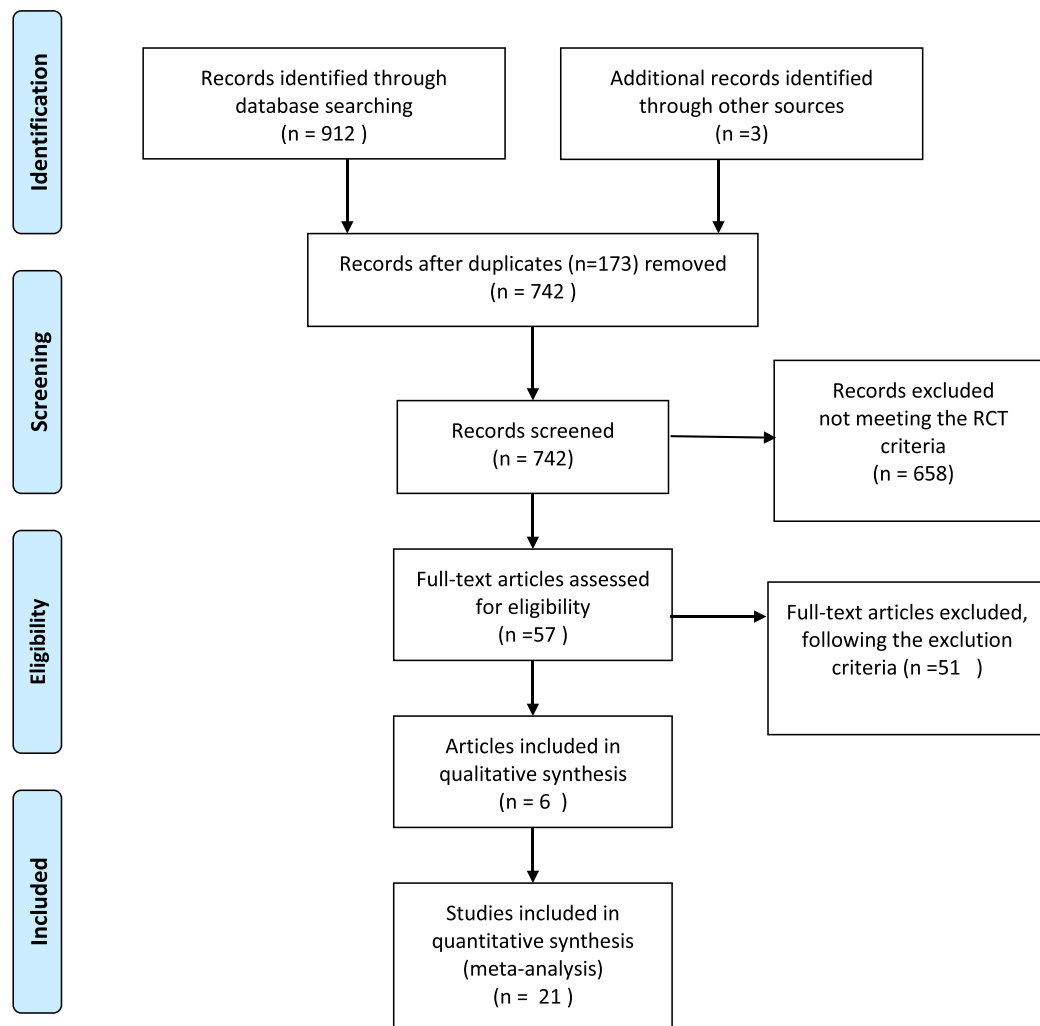 Identification
Records identified through
database searching
(n = 912 )
Additional records identified
through other sources
(n =3)
Records after duplicates (n=173) removed
(n = 742 )
Screening
Records screened
(n = 742)
Records excluded
not meeting the RCT
criteria
(n = 658)
Eligibility
Full-text articles assessed
for eligibility
(n =57 )
Full-text articles excluded,
following the exclution
criteria (n =51 )
Articles included in
qualitative synthesis
(n = 6 )
Included
Studies included in
quantitative synthesis
(meta-analysis)
(n = 21 )